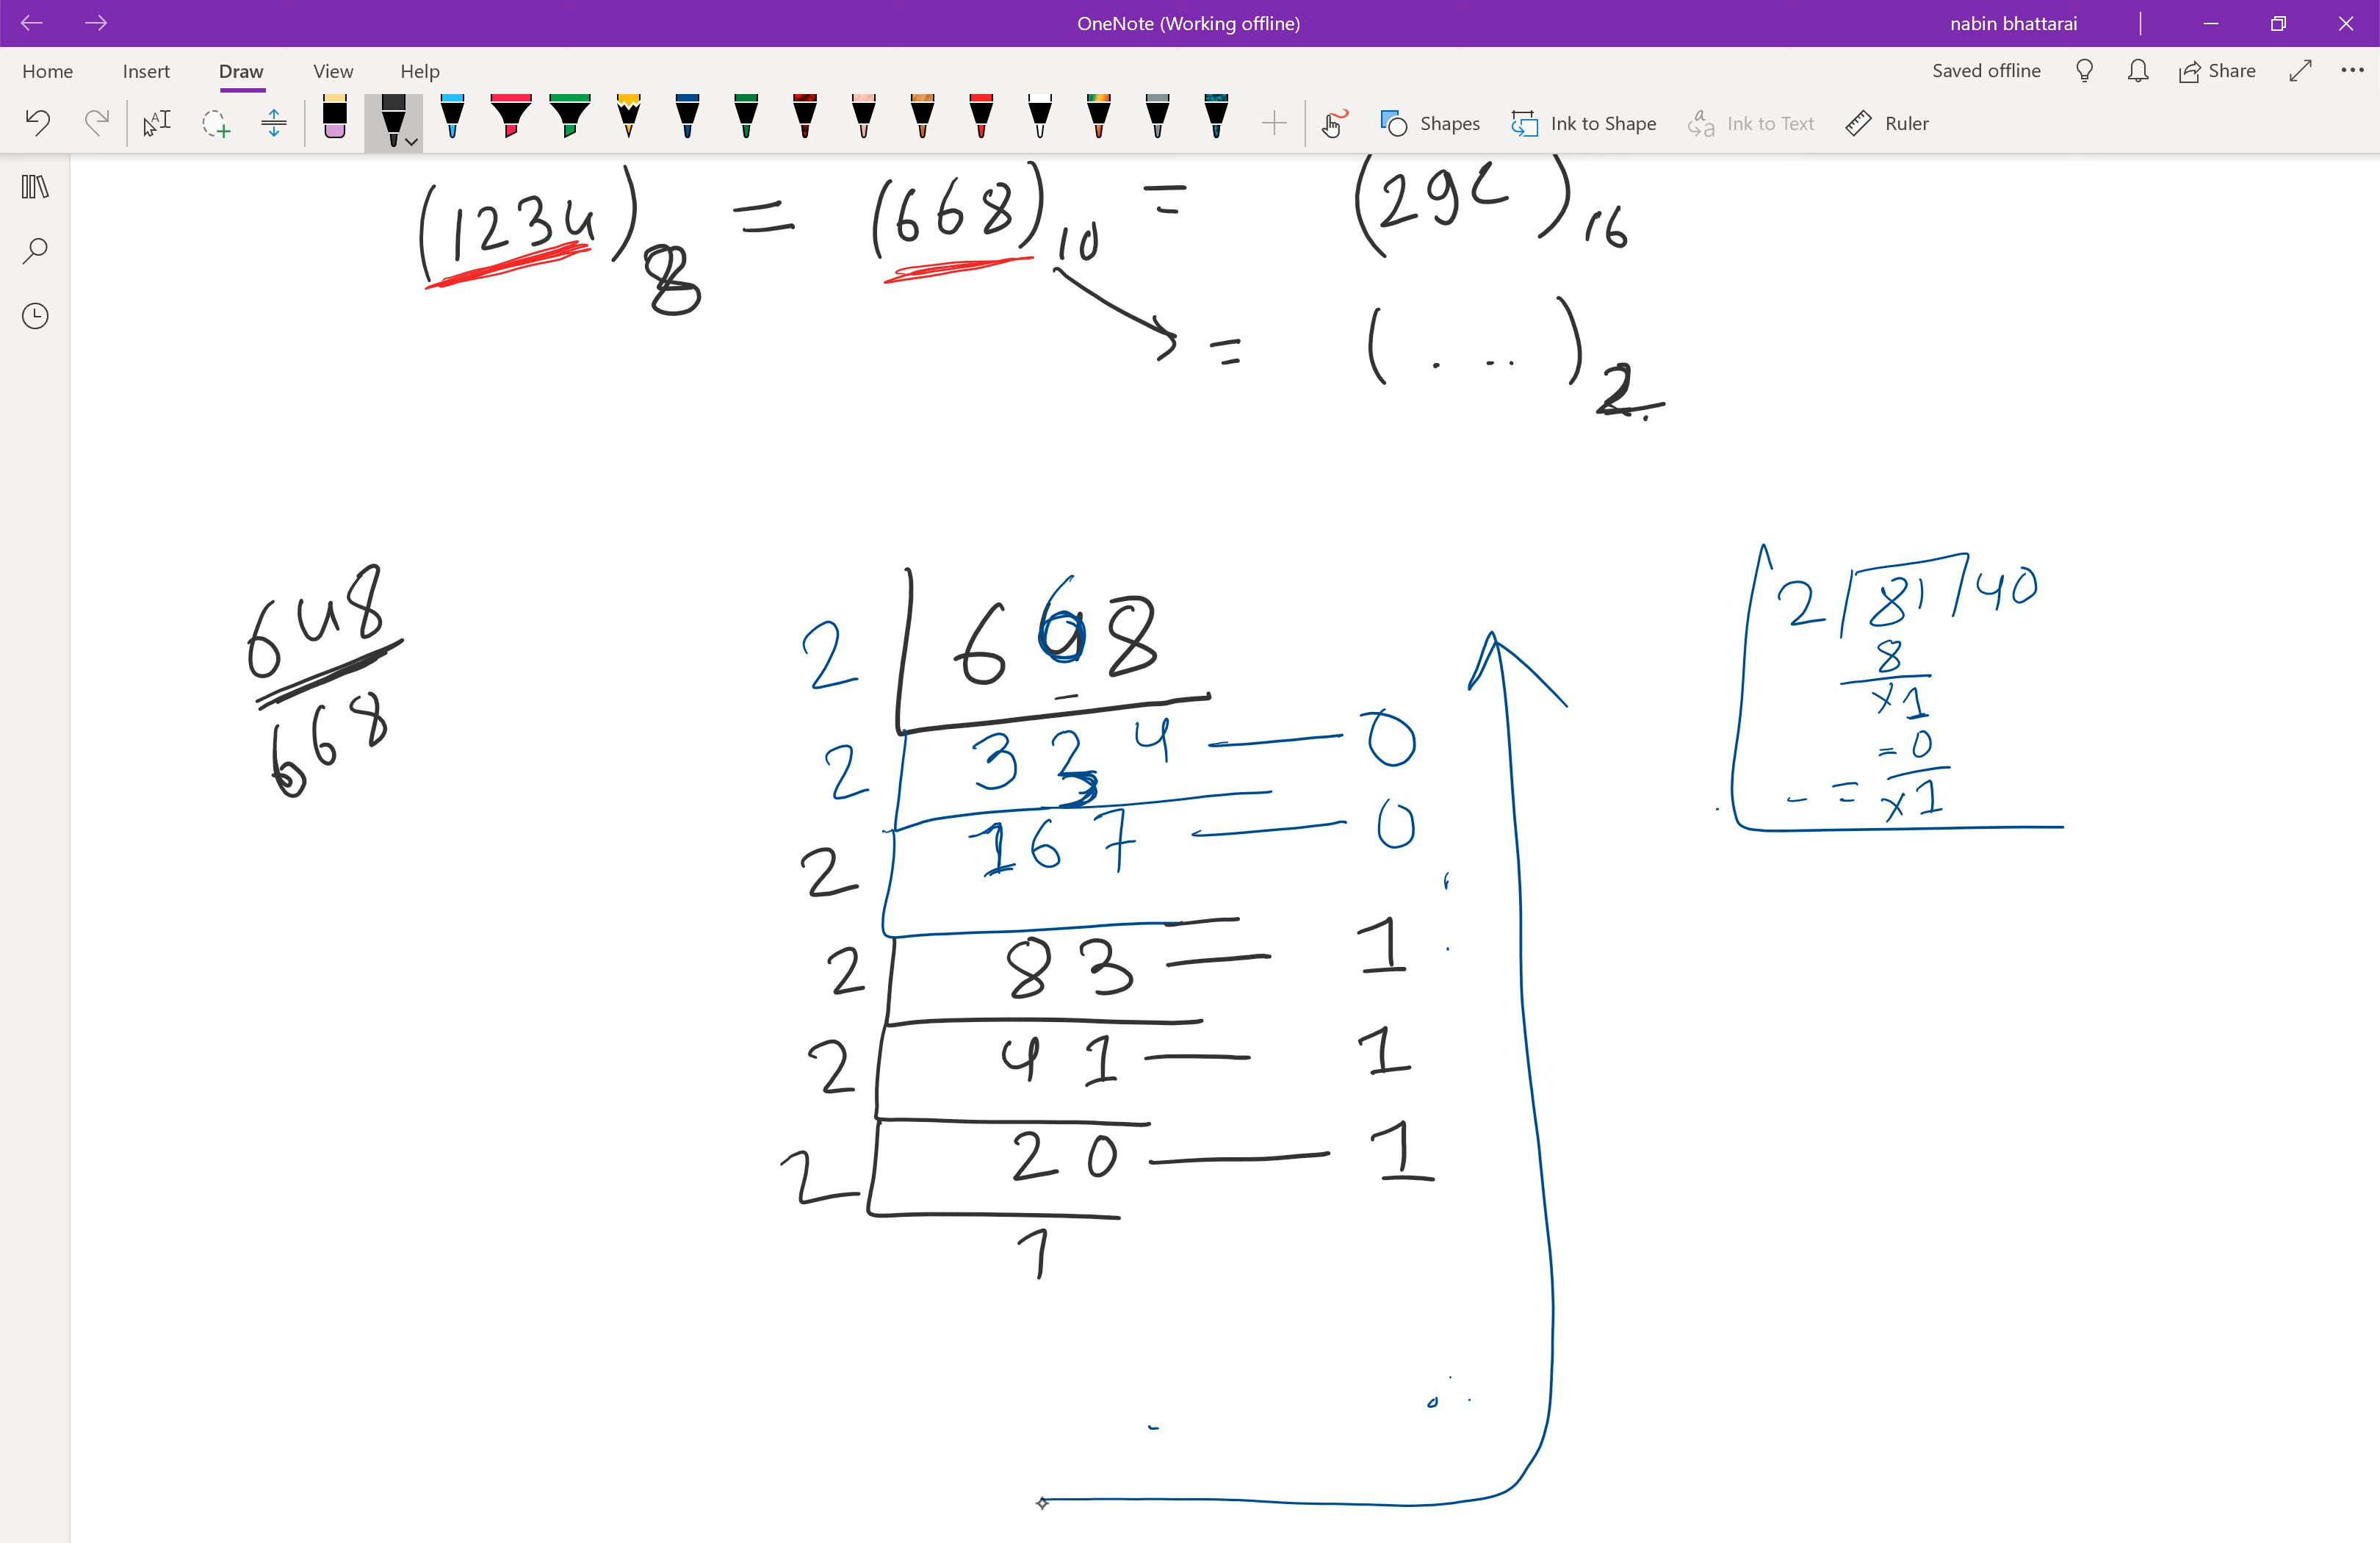 OneNote (Working offline)
nabin bhattarai
Home Insert Draw View Help
Saved offline Share
Shapes Ink to Shape Ink to Text Ruler
(1234)8 = (668)10 = (29C)16
= (. ..)2
648
668
2 668
2 334 — 0
2 167 — 0
2 83 — 1
2 41 — 1
2 20 — 1
1
2 81 40
8
x1
= 0
- = x1